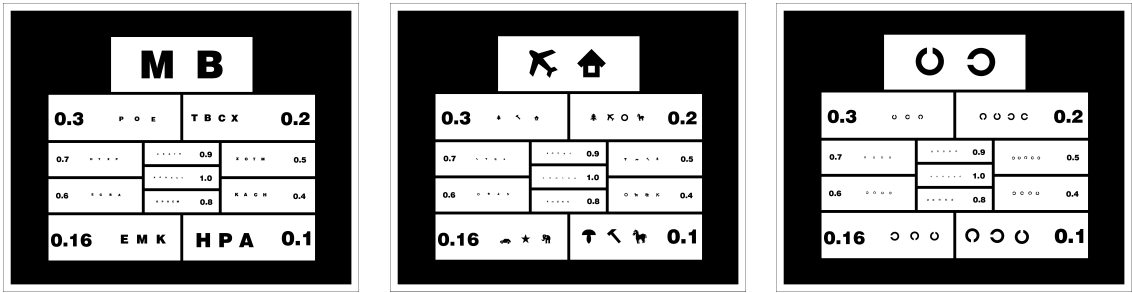 M B
0.3 P O E T B C X 0.2
0.7 0.9 X O T M 0.5
1.0
0.6 0.8 K A C H 0.4
0.16 E M K H P A 0.1
0.3 0.2
0.7 0.9 0.5
1.0
0.6 0.8 0.4
0.16 0.1
0.3 0.2
0.7 0.9 0.5
1.0
0.6 0.8 0.4
0.16 0.1